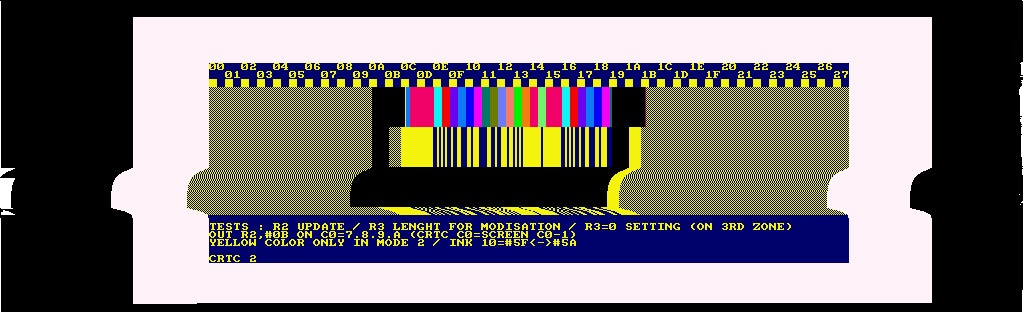 00 02 04 06 08 0A 0C 0E 10 12 14 16 18 1A 1C 1E 20 22 24 26
01 03 05 07 09 0B 0D 0F 11 13 15 17 19 1B 1D 1F 21 23 25 27
TESTS : R2 UPDATE / R3 LENGHT FOR MODISATION / R3=0 SETTING (ON 3RD ZONE)
OUT R2,#0B ON C0=7.8.9.A (CRTC C0=SCREEN C0-1)
YELLOW COLOR ONLY IN MODE 2 / INK 10=#5F<->#5A
CRTC 2